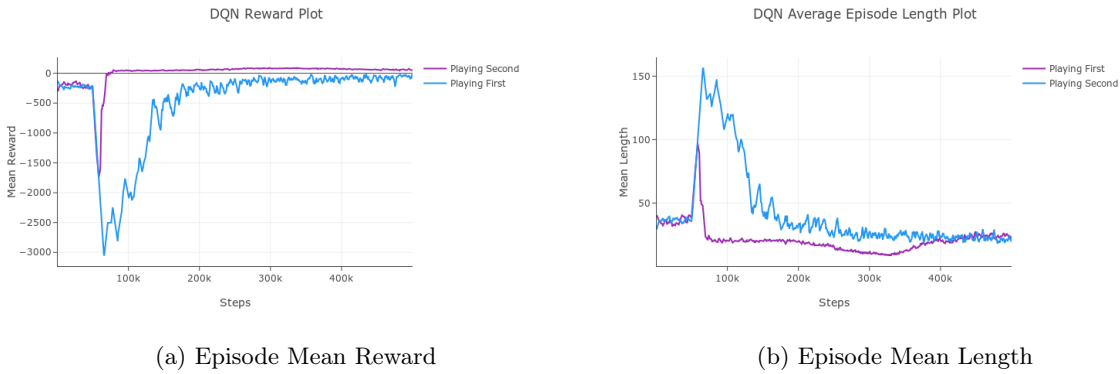 DQN Reward Plot
0
−500
−1000
−1500
−2000
−2500
−3000
Mean Reward
100k
200k
300k
400k
Steps
Playing Second
Playing First
(a) Episode Mean Reward
DQN Average Episode Length Plot
150
100
50
Mean Length
100k
200k
300k
400k
Steps
Playing First
Playing Second
(b) Episode Mean Length